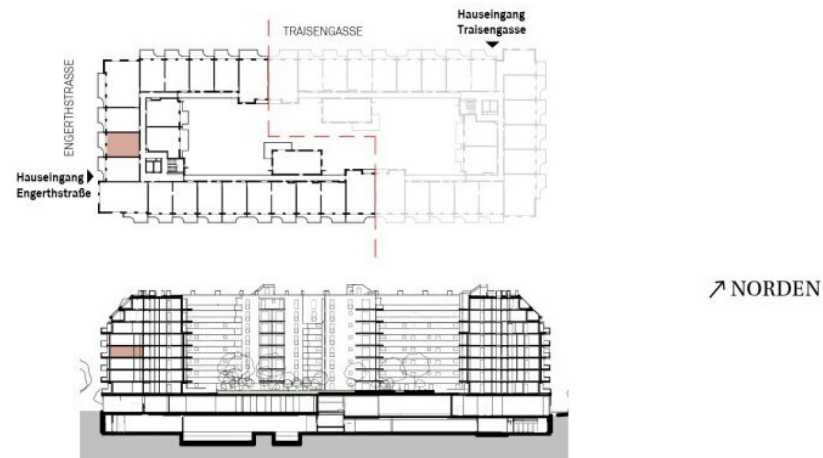 Hauseingang
Traisengasse
TRAISENGASSE
ENGERTHSTRASSE
Hauseingang
Engerthstraße
↗ NORDEN